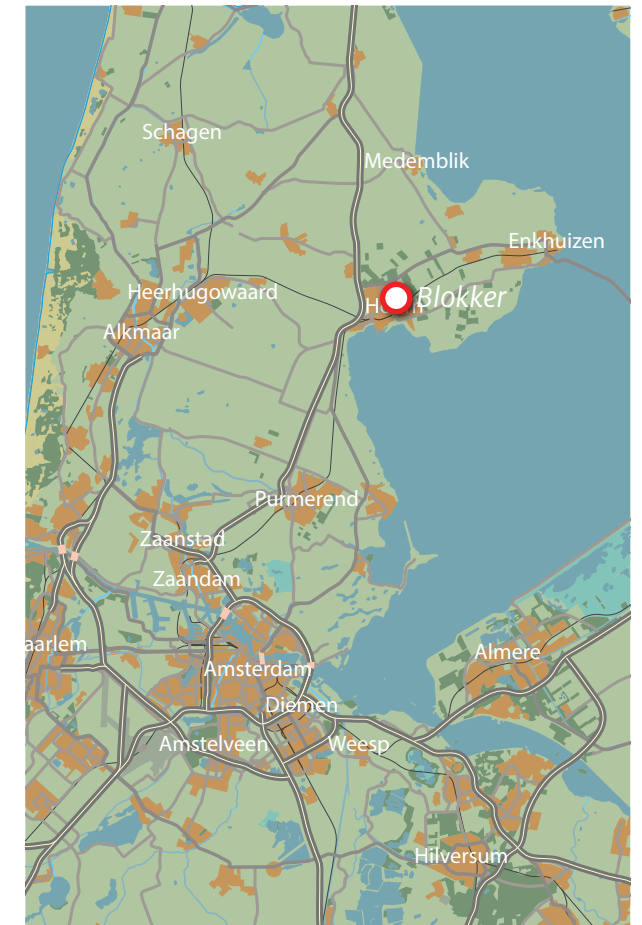 Schagen
Medemblik
Enkhuizen
Heerhugowaard
Blokker
Alkmaar
Purmerend
Zaanstad
Zaandam
aarlem
Almere
Amsterdam
Diemen
Amstelveen
Weesp
Hilversum